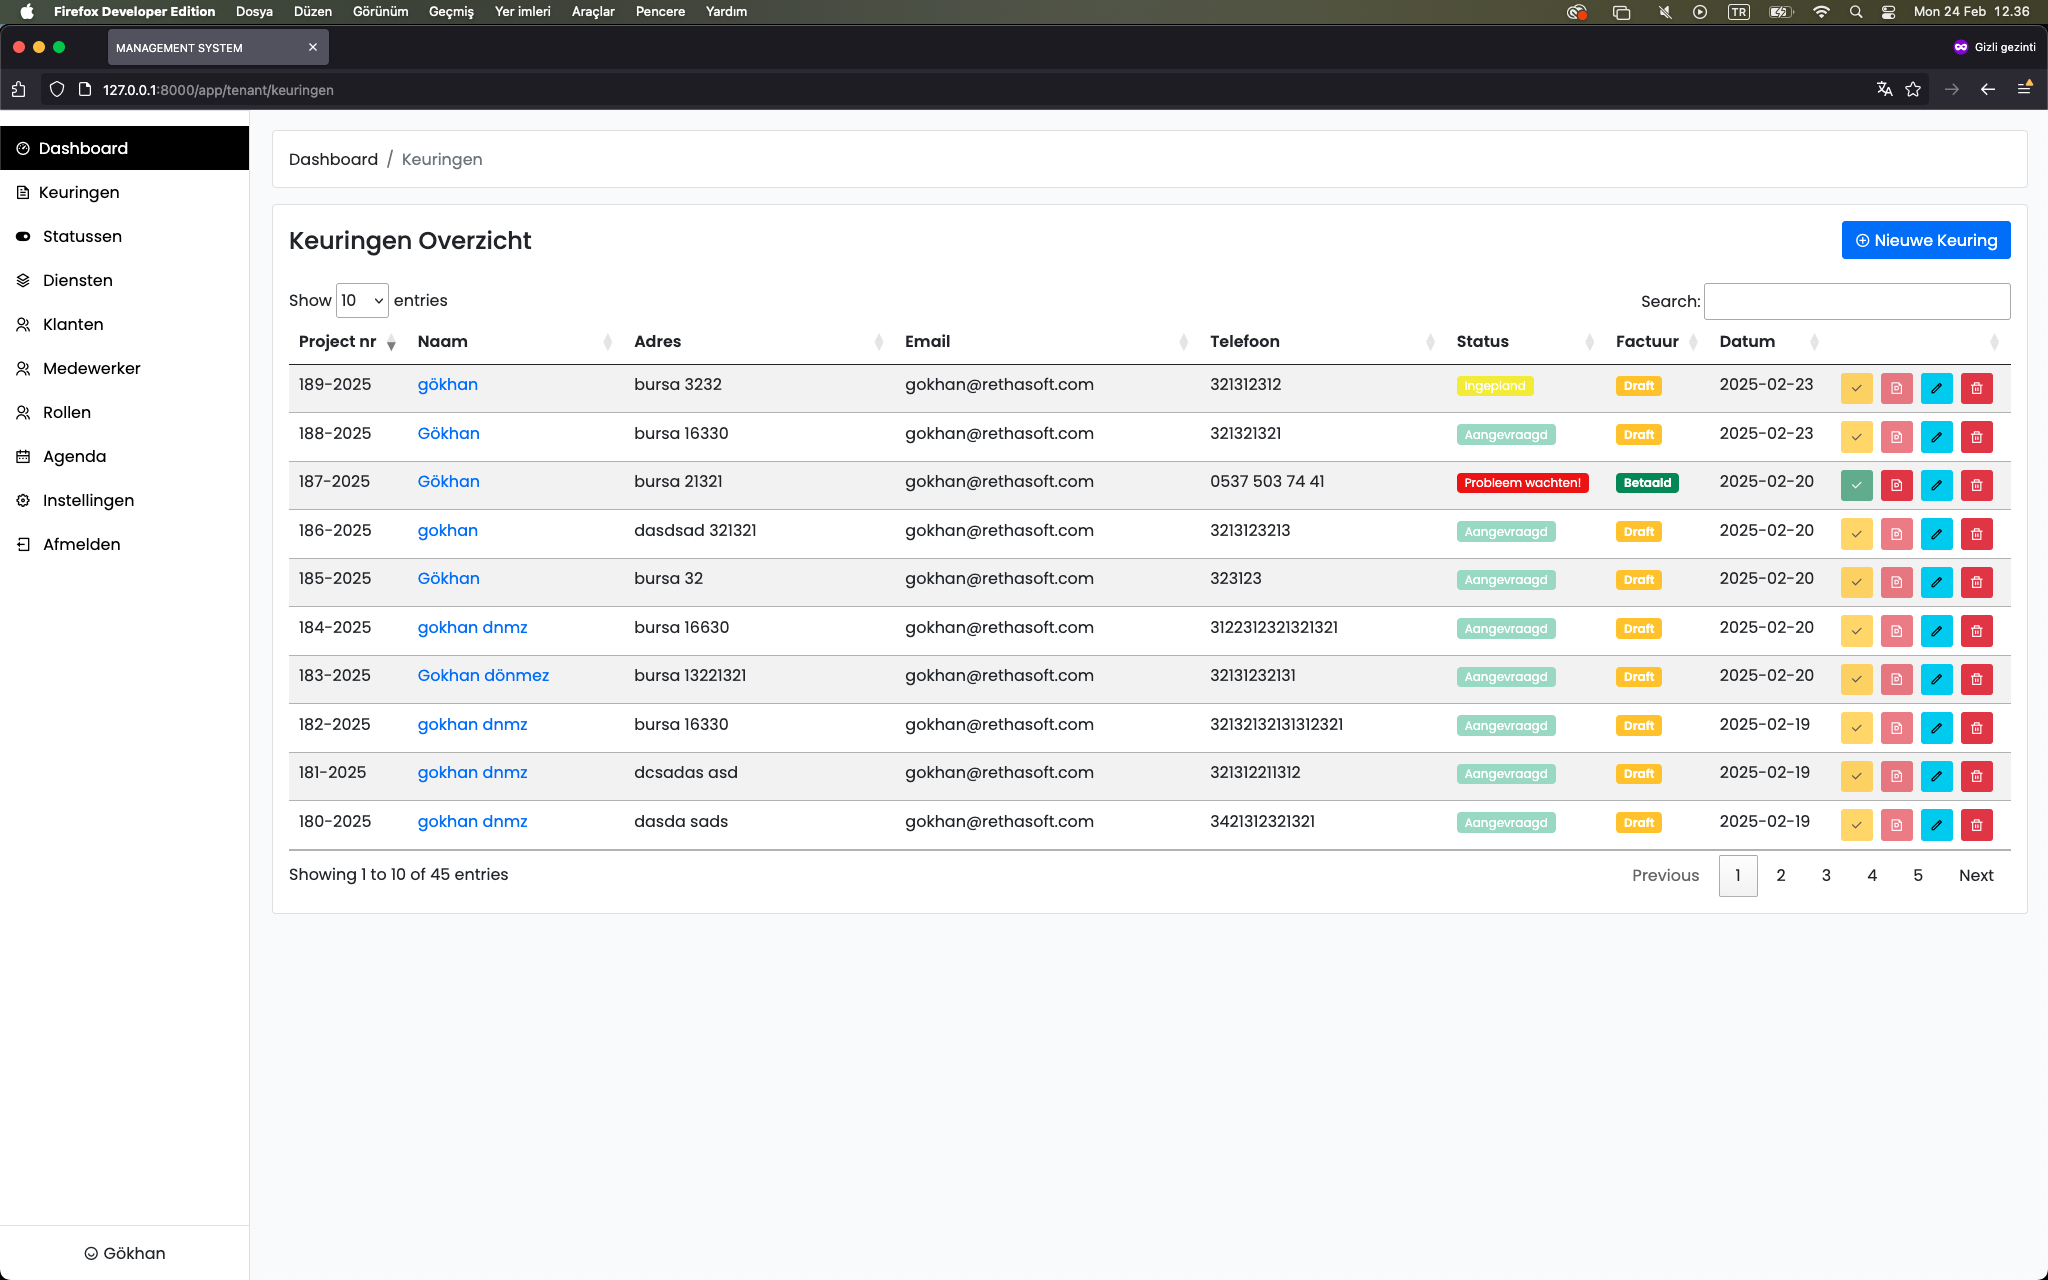 Firefox Developer Edition Dosya Düzen Görünüm Geçmiş Yer imleri Araçlar Pencere Yardım TR Mon 24 Feb 12.36
MANAGEMENT SYSTEM Gizli gezinti
127.0.0.1:8000/app/tenant/keuringen
Dashboard
Keuringen
Statussen
Diensten
Klanten
Medewerker
Rollen
Agenda
Instellingen
Afmelden
Gökhan
Dashboard / Keuringen
Keuringen Overzicht
Nieuwe Keuring
Show 10 entries
Search:
Project nr Naam Adres Email Telefoon Status Factuur Datum
189-2025 gökhan bursa 3232 gokhan@rethasoft.com 321312312 Ingepland Draft 2025-02-23
188-2025 Gökhan bursa 16330 gokhan@rethasoft.com 321321321 Aangevraagd Draft 2025-02-23
187-2025 Gökhan bursa 21321 gokhan@rethasoft.com 0537 503 74 41 Probleem wachten! Betaald 2025-02-20
186-2025 gokhan dasdsad 321321 gokhan@rethasoft.com 3213123213 Aangevraagd Draft 2025-02-20
185-2025 Gökhan bursa 32 gokhan@rethasoft.com 323123 Aangevraagd Draft 2025-02-20
184-2025 gokhan dnmz bursa 16630 gokhan@rethasoft.com 3122312321321321 Aangevraagd Draft 2025-02-20
183-2025 Gokhan dönmez bursa 13221321 gokhan@rethasoft.com 32131232131 Aangevraagd Draft 2025-02-20
182-2025 gokhan dnmz bursa 16330 gokhan@rethasoft.com 32132132131312321 Aangevraagd Draft 2025-02-19
181-2025 gokhan dnmz dcsadas asd gokhan@rethasoft.com 321312211312 Aangevraagd Draft 2025-02-19
180-2025 gokhan dnmz dasda sads gokhan@rethasoft.com 3421312321321 Aangevraagd Draft 2025-02-19
Showing 1 to 10 of 45 entries
Previous 1 2 3 4 5 Next